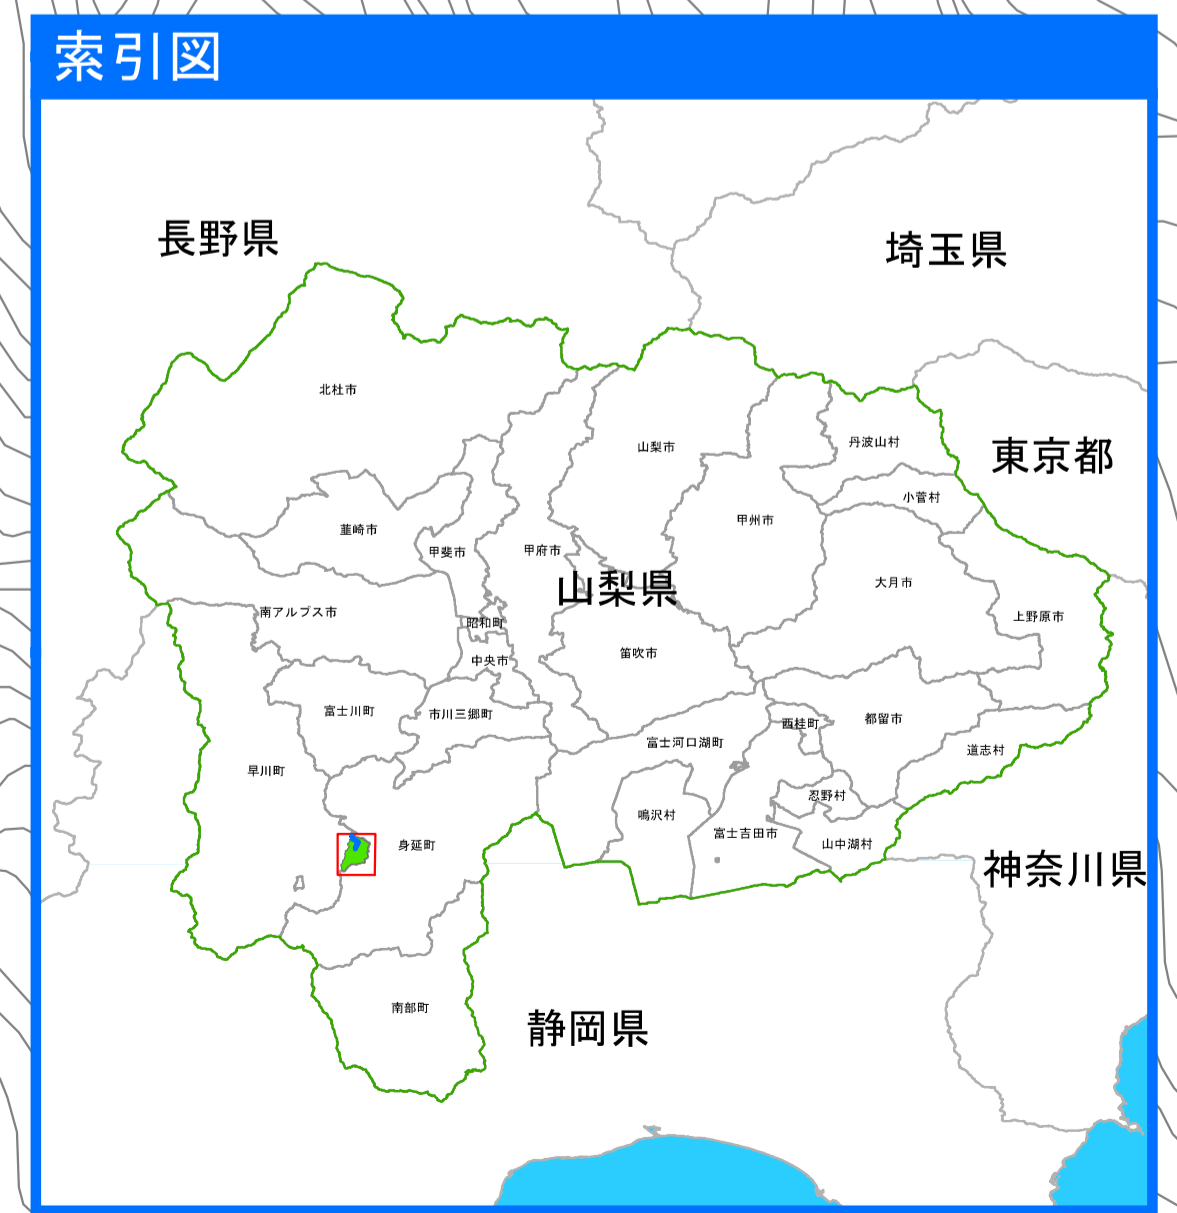 索引図
長野県
埼玉県
北杜市
山梨市
丹波山村
東京都
小菅村
甲州市
韮崎市
甲斐市
甲府市
大月市
山梨県
南アルプス市
昭和町
上野原市
笛吹市
中央市
富士川町
市川三郷町
西桂町
都留市
富士河口湖町
道志村
早川町
忍野村
鳴沢村
富士吉田市
身延町
山中湖村
神奈川県
南部町
静岡県